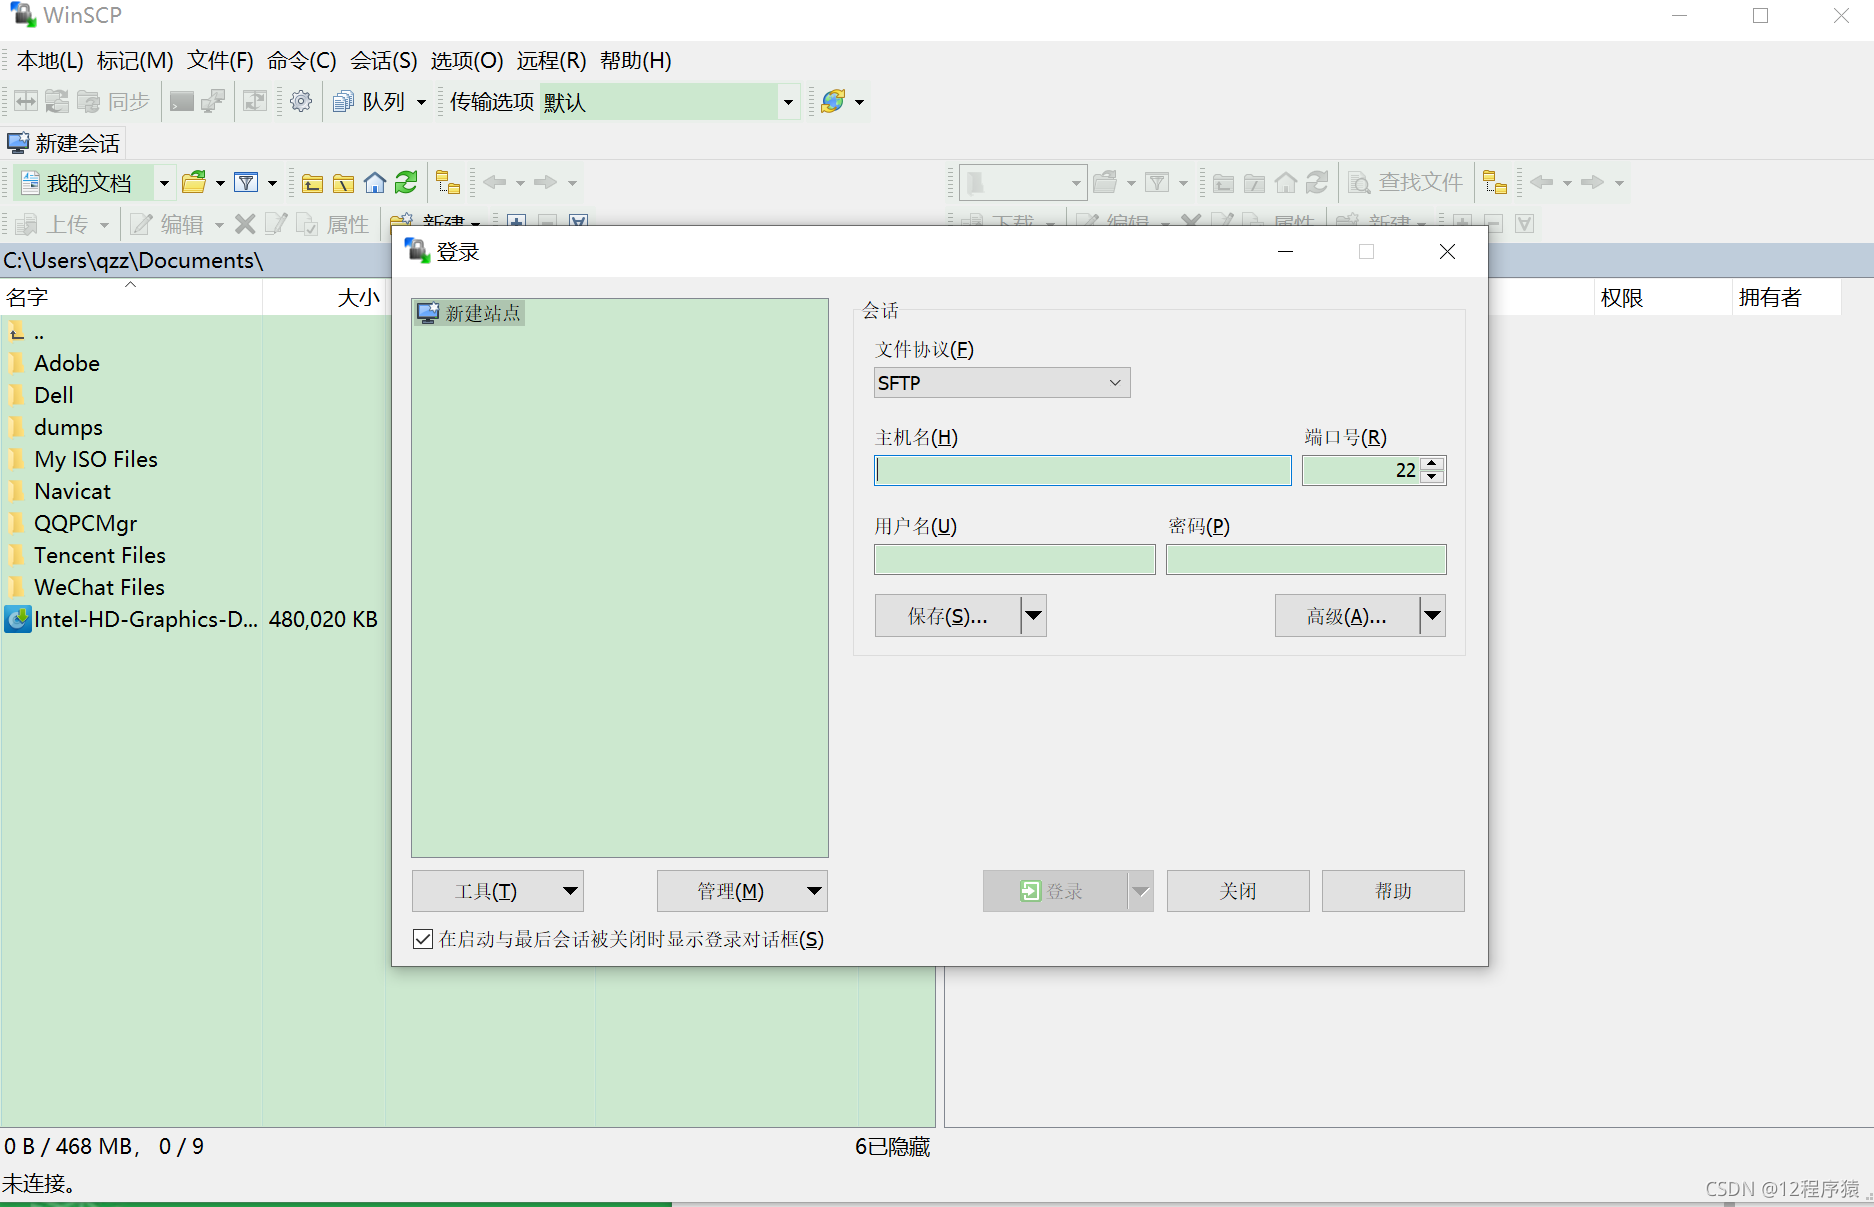 WinSCP
本地(L) 标记(M) 文件(F) 命令(C) 会话(S) 选项(O) 远程(R) 帮助(H)
同步 队列 传输选项 默认
新建会话
我的文档 查找文件
上传 编辑 属性 新建 下载 编辑 属性 新建
C:\Users\qzz\Documents\
名字 大小 权限 拥有者
..
Adobe
Dell
dumps
My ISO Files
Navicat
QQPCMgr
Tencent Files
WeChat Files
Intel-HD-Graphics-D... 480,020 KB
登录
新建站点
会话
文件协议(F)
SFTP
主机名(H) 端口号(R)
22
用户名(U) 密码(P)
保存(S)... 高级(A)...
工具(T) 管理(M) 登录 关闭 帮助
在启动与最后会话被关闭时显示登录对话框(S)
0 B / 468 MB, 0 / 9 6已隐藏
未连接。
CSDN @12程序猿